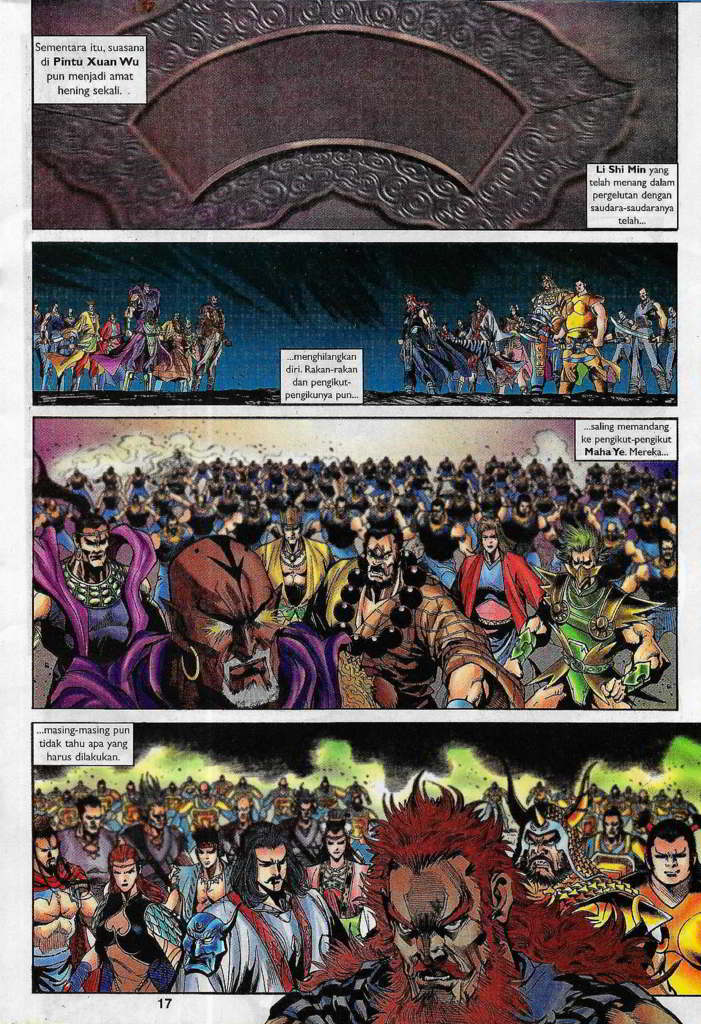 Sementara itu, suasana
di Pintu Xuan Wu
pun menjadi amat
hening sekali.
Li Shi Min yang
telah menang dalam
pergelutan dengan
saudara-saudaranya
telah...
...menghilangkan
diri. Rakan-rakan
dan pengikut-
pengikunya pun...
...saling memandang
ke pengikut-pengikut
Maha Ye. Mereka...
...masing-masing pun
tidak tahu apa yang
harus dilakukan.
17